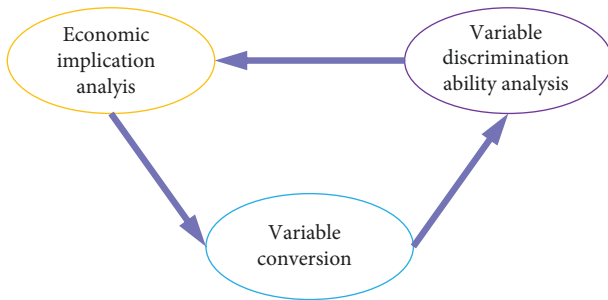 Economic
implication
analyis
Variable
discrimination
ability analysis
Variable
conversion